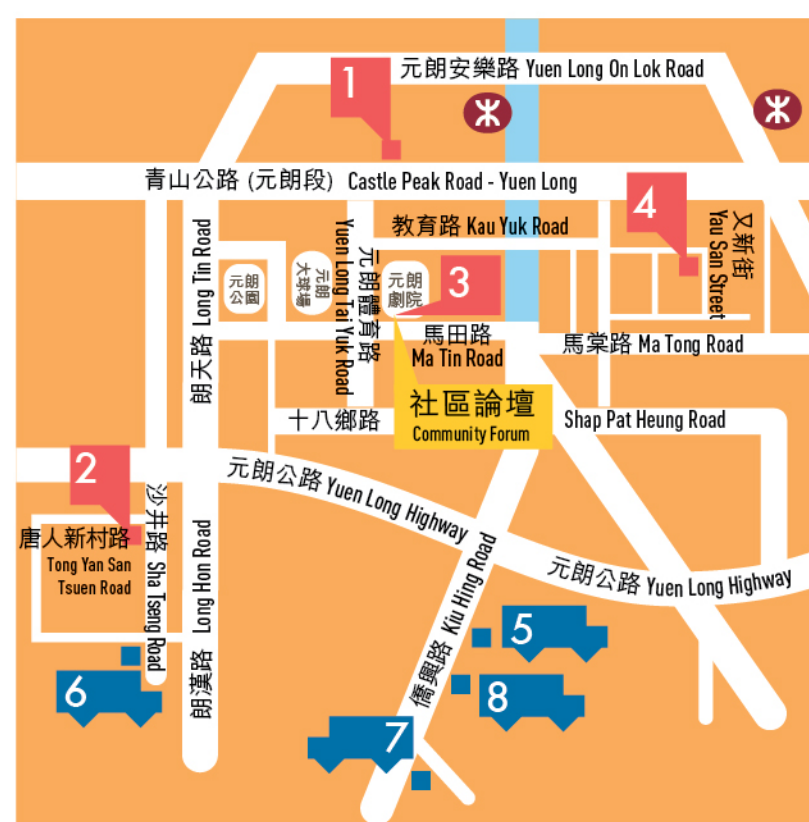 元朗安樂路 Yuen Long On Lok Road
1
青山公路 (元朗段) Castle Peak Road - Yuen Long
4
教育路 Kau Yuk Road
又新街
Yau San Street
元朗
公園
元朗
大球場
元朗體育路
Yuen Long Tai Yuk Road
元朗
劇院
3
朗天路 Long Tin Road
馬田路
Ma Tin Road
馬棠路 Ma Tong Road
社區論壇
Community Forum
十八鄉路
Shap Pat Heung Road
2
元朗公路 Yuen Long Highway
唐人新村路
Tong Yan San
Tsuen Road
沙井路 Sha Tseng Road
朗漢路 Long Hon Road
僑興路 Kiu Hing Road
元朗公路 Yuen Long Highway
5
6
8
7